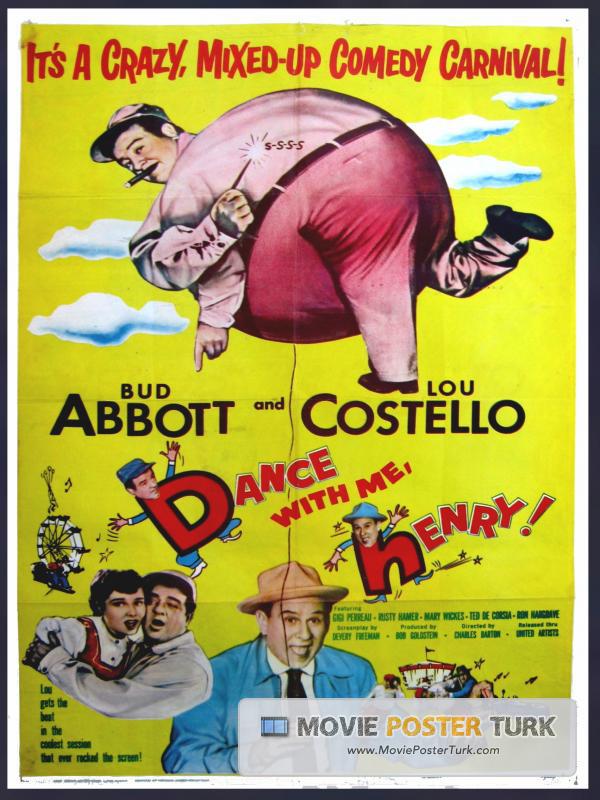 IT'S A CRAZY, MIXED-UP COMEDY CARNIVAL!
S-S-S-S
BUD ABBOTT and LOU COSTELLO
DANCE
WITH ME,
hENRY!
Featuring
GIGI PERREAU - RUSTY HAMER - MARY WICKES - TED DE CORSIA - RON HARGRAVE
Screenplay by DEVERY FREEMAN - Produced by BOB GOLDSTEIN - Directed by CHARLES BARTON - Released thru UNITED ARTISTS
Lou
gets the
beat
in the
coolest session
that ever rocked the screen!
MOVIE POSTER TURK
www.MoviePosterTurk.com